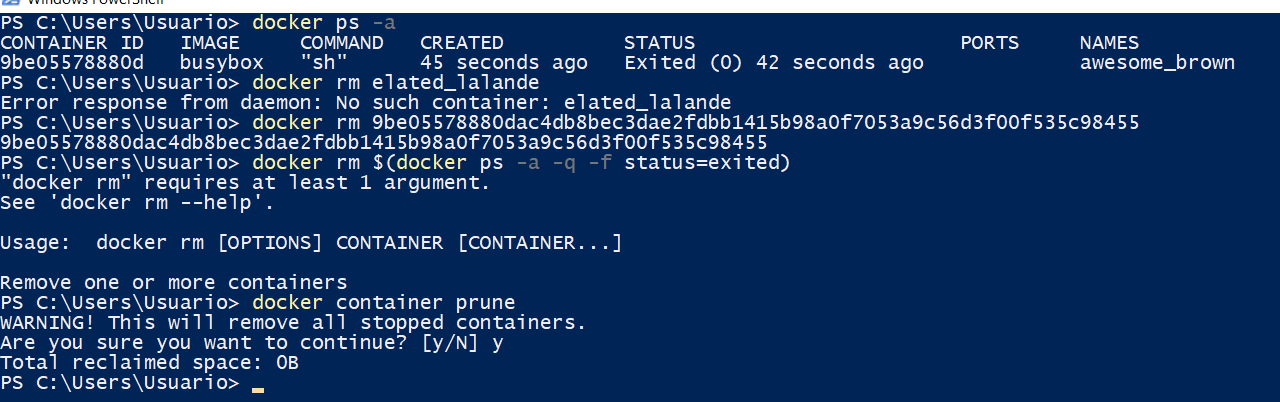 Windows PowerShell
PS C:\Users\Usuario> docker ps -a
CONTAINER ID   IMAGE     COMMAND   CREATED          STATUS                      PORTS     NAMES
9be05578880d   busybox   "sh"      45 seconds ago   Exited (0) 42 seconds ago             awesome_brown
PS C:\Users\Usuario> docker rm elated_lalande
Error response from daemon: No such container: elated_lalande
PS C:\Users\Usuario> docker rm 9be05578880dac4db8bec3dae2fdbb1415b98a0f7053a9c56d3f00f535c98455
9be05578880dac4db8bec3dae2fdbb1415b98a0f7053a9c56d3f00f535c98455
PS C:\Users\Usuario> docker rm $(docker ps -a -q -f status=exited)
"docker rm" requires at least 1 argument.
See 'docker rm --help'.
Usage:  docker rm [OPTIONS] CONTAINER [CONTAINER...]
Remove one or more containers
PS C:\Users\Usuario> docker container prune
WARNING! This will remove all stopped containers.
Are you sure you want to continue? [y/N] y
Total reclaimed space: 0B
PS C:\Users\Usuario>